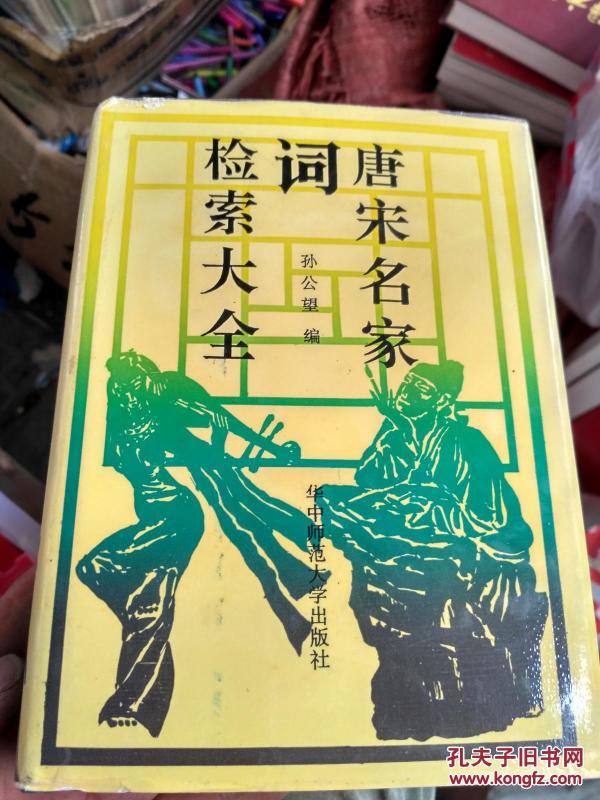 唐宋名家
词
检索大全
孙公望 编
华中师范大学出版社
孔夫子旧书网
www.kongfz.com